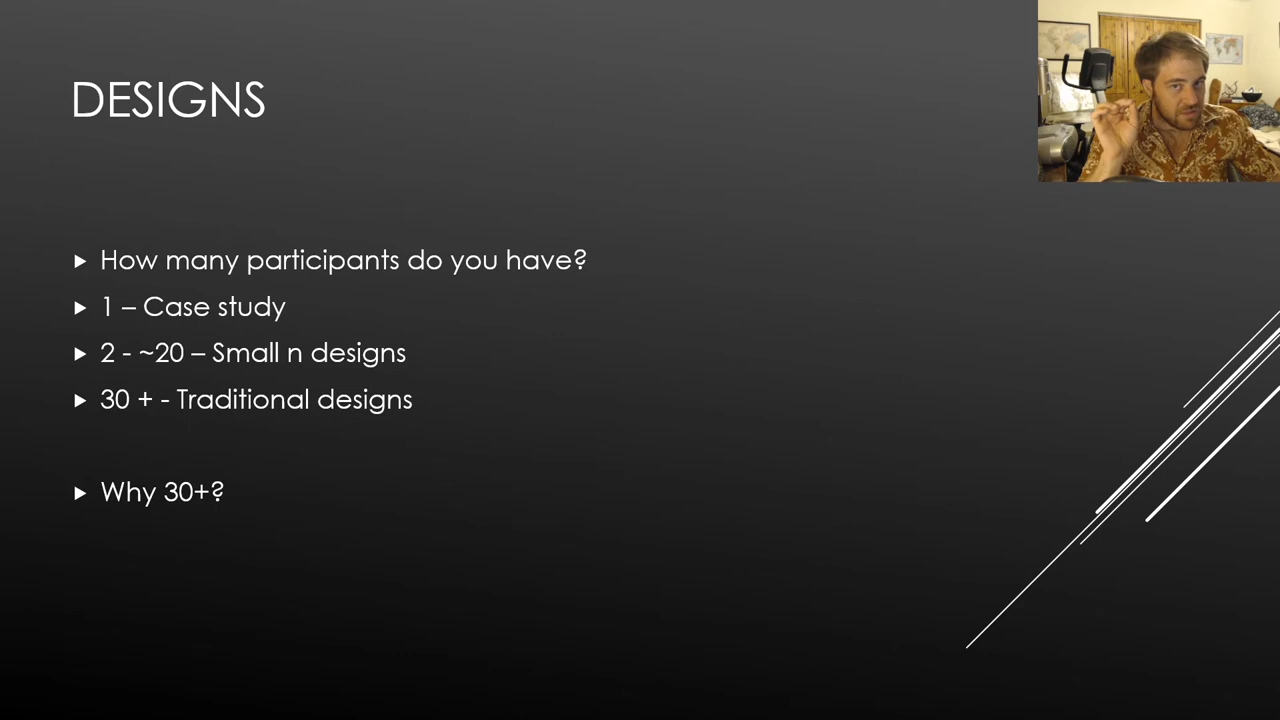 DESIGNS
How many participants do you have?
1 – Case study
2 - ~20 – Small n designs
30 + - Traditional designs
Why 30+?